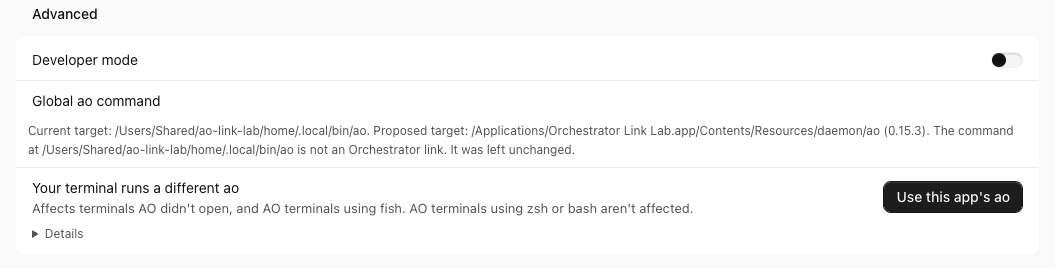 Advanced
Developer mode
Global ao command
Current target: /Users/Shared/ao-link-lab/home/.local/bin/ao. Proposed target: /Applications/Orchestrator Link Lab.app/Contents/Resources/daemon/ao (0.15.3). The command
at /Users/Shared/ao-link-lab/home/.local/bin/ao is not an Orchestrator link. It was left unchanged.
Your terminal runs a different ao
Use this app's ao
Affects terminals AO didn't open, and AO terminals using fish. AO terminals using zsh or bash aren't affected.
Details